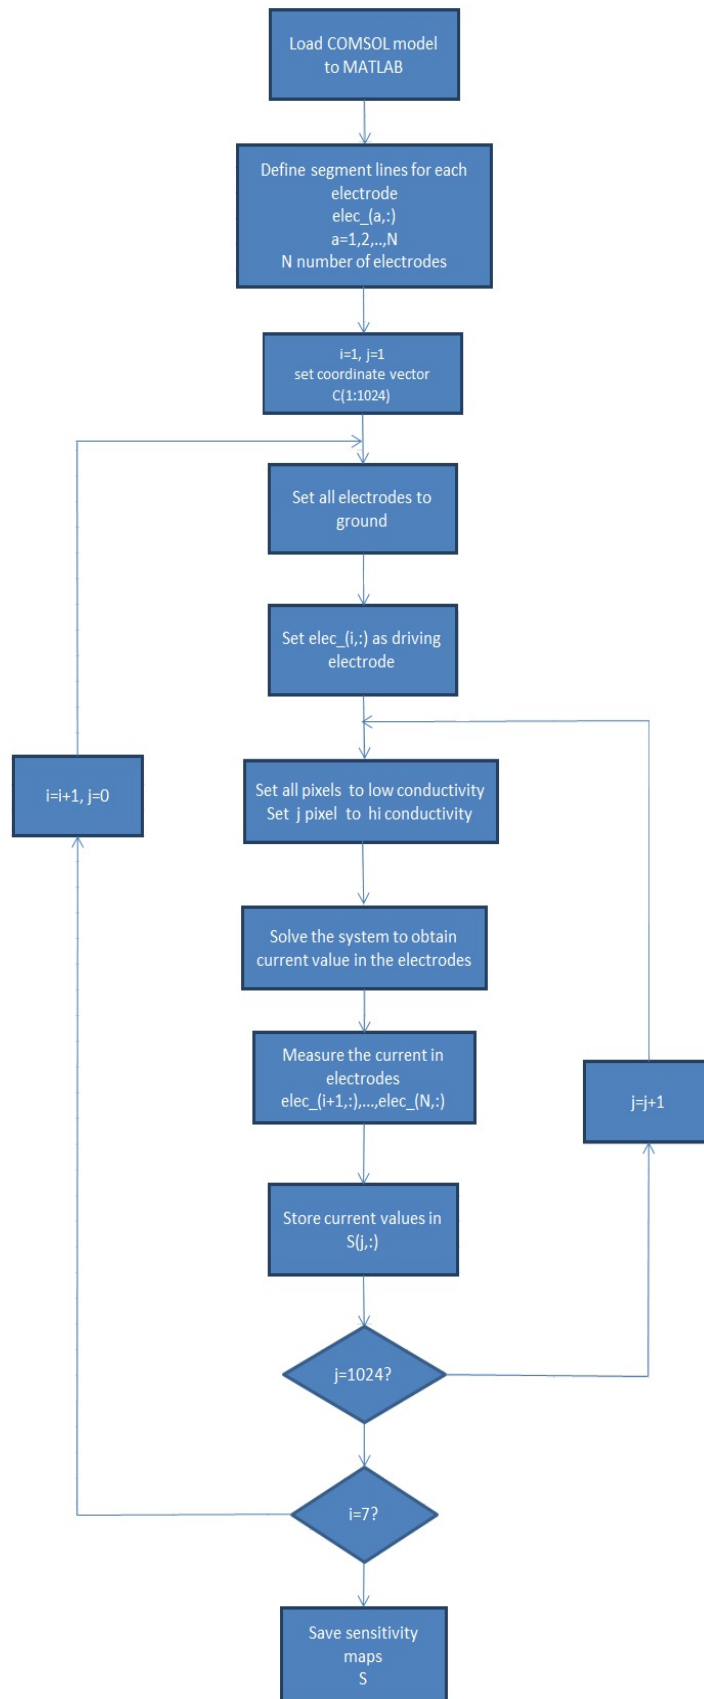 Load COMSOL model
to MATLAB
Define segment lines for each
electrode
elec_(a,:)
a=1,2,..,N
N number of electrodes
i=1, j=1
set coordinate vector
C(1:1024)
Set all electrodes to
ground
Set elec_(i,:) as driving
electrode
i=i+1, j=0
Set all pixels to low conductivity
Set j pixel to hi conductivity
Solve the system to obtain
current value in the electrodes
Measure the current in
electrodes
elec_(i+1,:),...,elec_(N,:)
j=j+1
Store current values in
S(j,:)
j=1024?
i=7?
Save sensitivity
maps
S